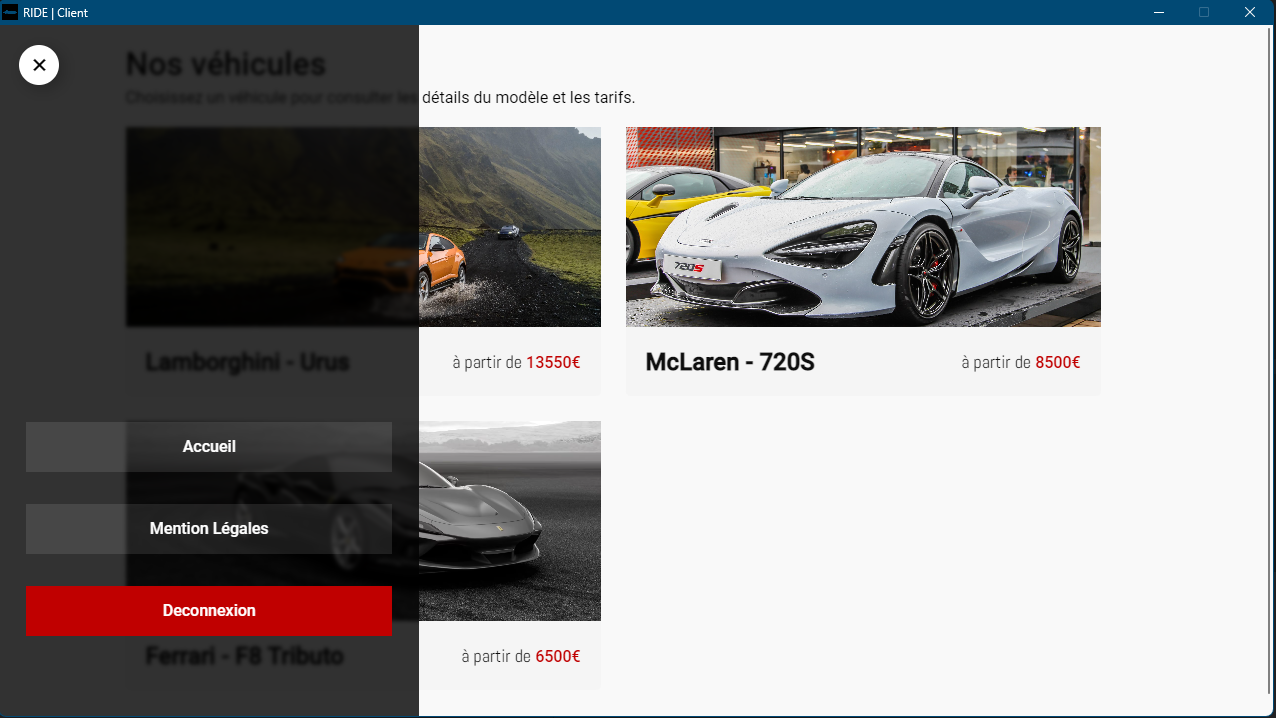 RIDE | Client
Nos véhicules
Choisissez un véhicule pour consulter les détails du modèle et les tarifs.
720S
Lamborghini - Urus
à partir de 13550€
McLaren - 720S
à partir de 8500€
Accueil
Mention Légales
Deconnexion
Ferrari - F8 Tributo
à partir de 6500€